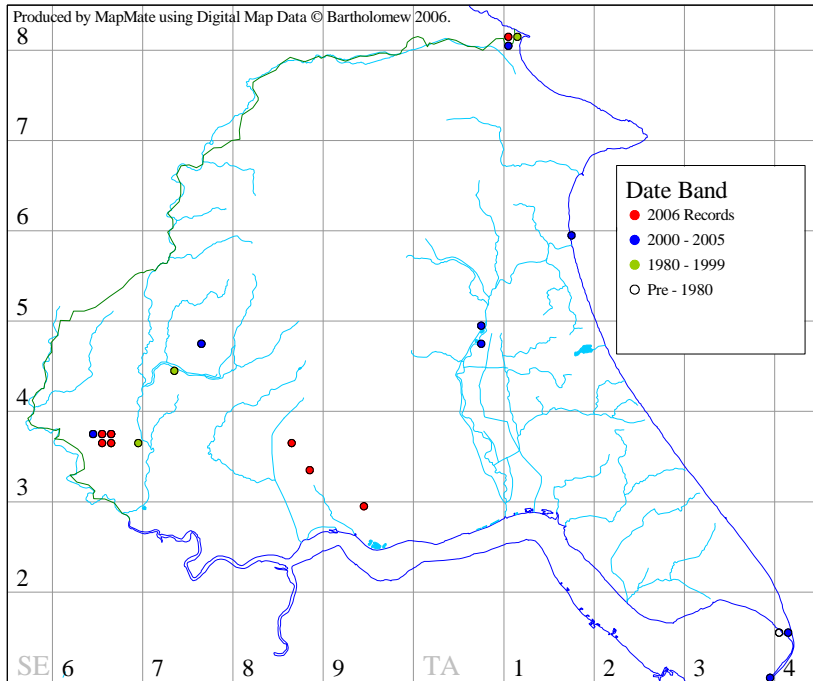 Produced by MapMate using Digital Map Data © Bartholomew 2006.
8
7
6
5
4
3
2
Date Band
2006 Records
2000 - 2005
1980 - 1999
Pre - 1980
SE 6 7 8 9 TA 1 2 3 4